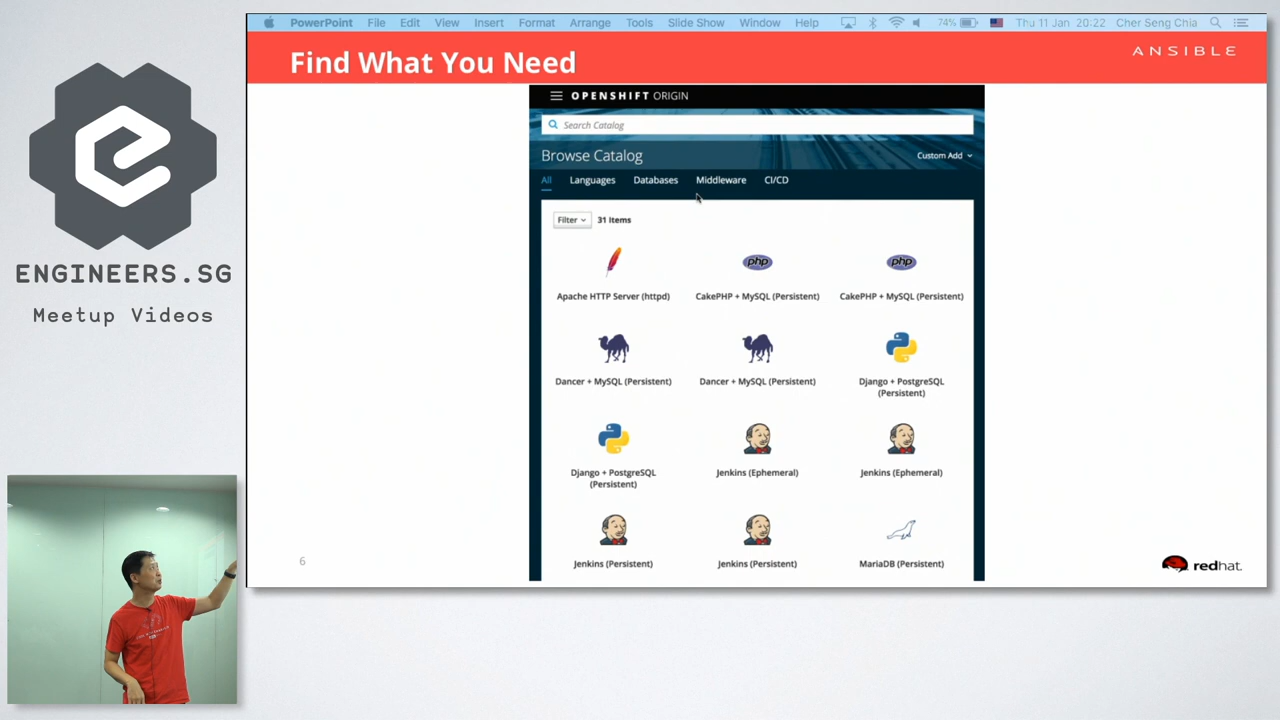 PowerPoint File Edit View Insert Format Arrange Tools Slide Show Window Help 74% Thu 11 Jan 20:22 Cher Seng Chia
Find What You Need
ANSIBLE
OPENSHIFT ORIGIN
Search Catalog
Browse Catalog
Custom Add
All Languages Databases Middleware CI/CD
Filter 31 Items
php php
Apache HTTP Server (httpd) CakePHP + MySQL (Persistent) CakePHP + MySQL (Persistent)
Dancer + MySQL (Persistent) Dancer + MySQL (Persistent) Django + PostgreSQL
(Persistent)
Django + PostgreSQL
(Persistent)
Jenkins (Ephemeral) Jenkins (Ephemeral)
Jenkins (Persistent) Jenkins (Persistent) MariaDB (Persistent)
6
redhat.
ENGINEERS.SG
Meetup Videos